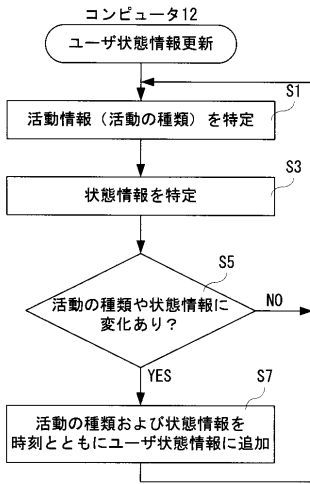 コンピュータ12
ユーザ状態情報更新
S1
活動情報（活動の種類）を特定
S3
状態情報を特定
S5
活動の種類や状態情報に
変化あり？
NO
YES
S7
活動の種類および状態情報を
時刻とともにユーザ状態情報に追加